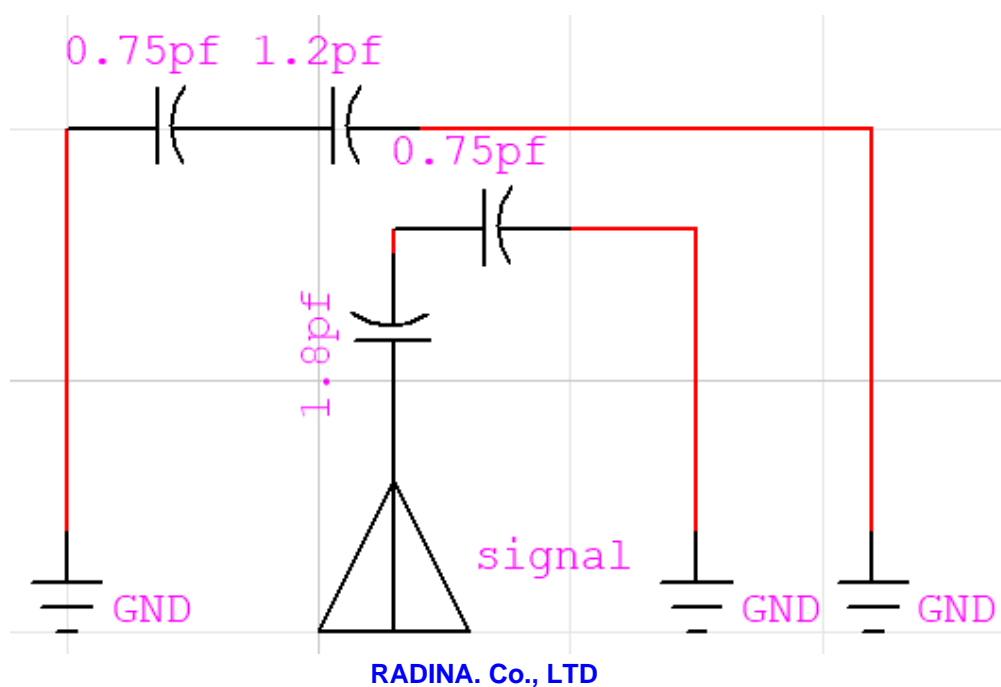 0.75pf 1.2pf
0.75pf
1.8pf
signal
GND
GND
GND
RADINA. Co., LTD